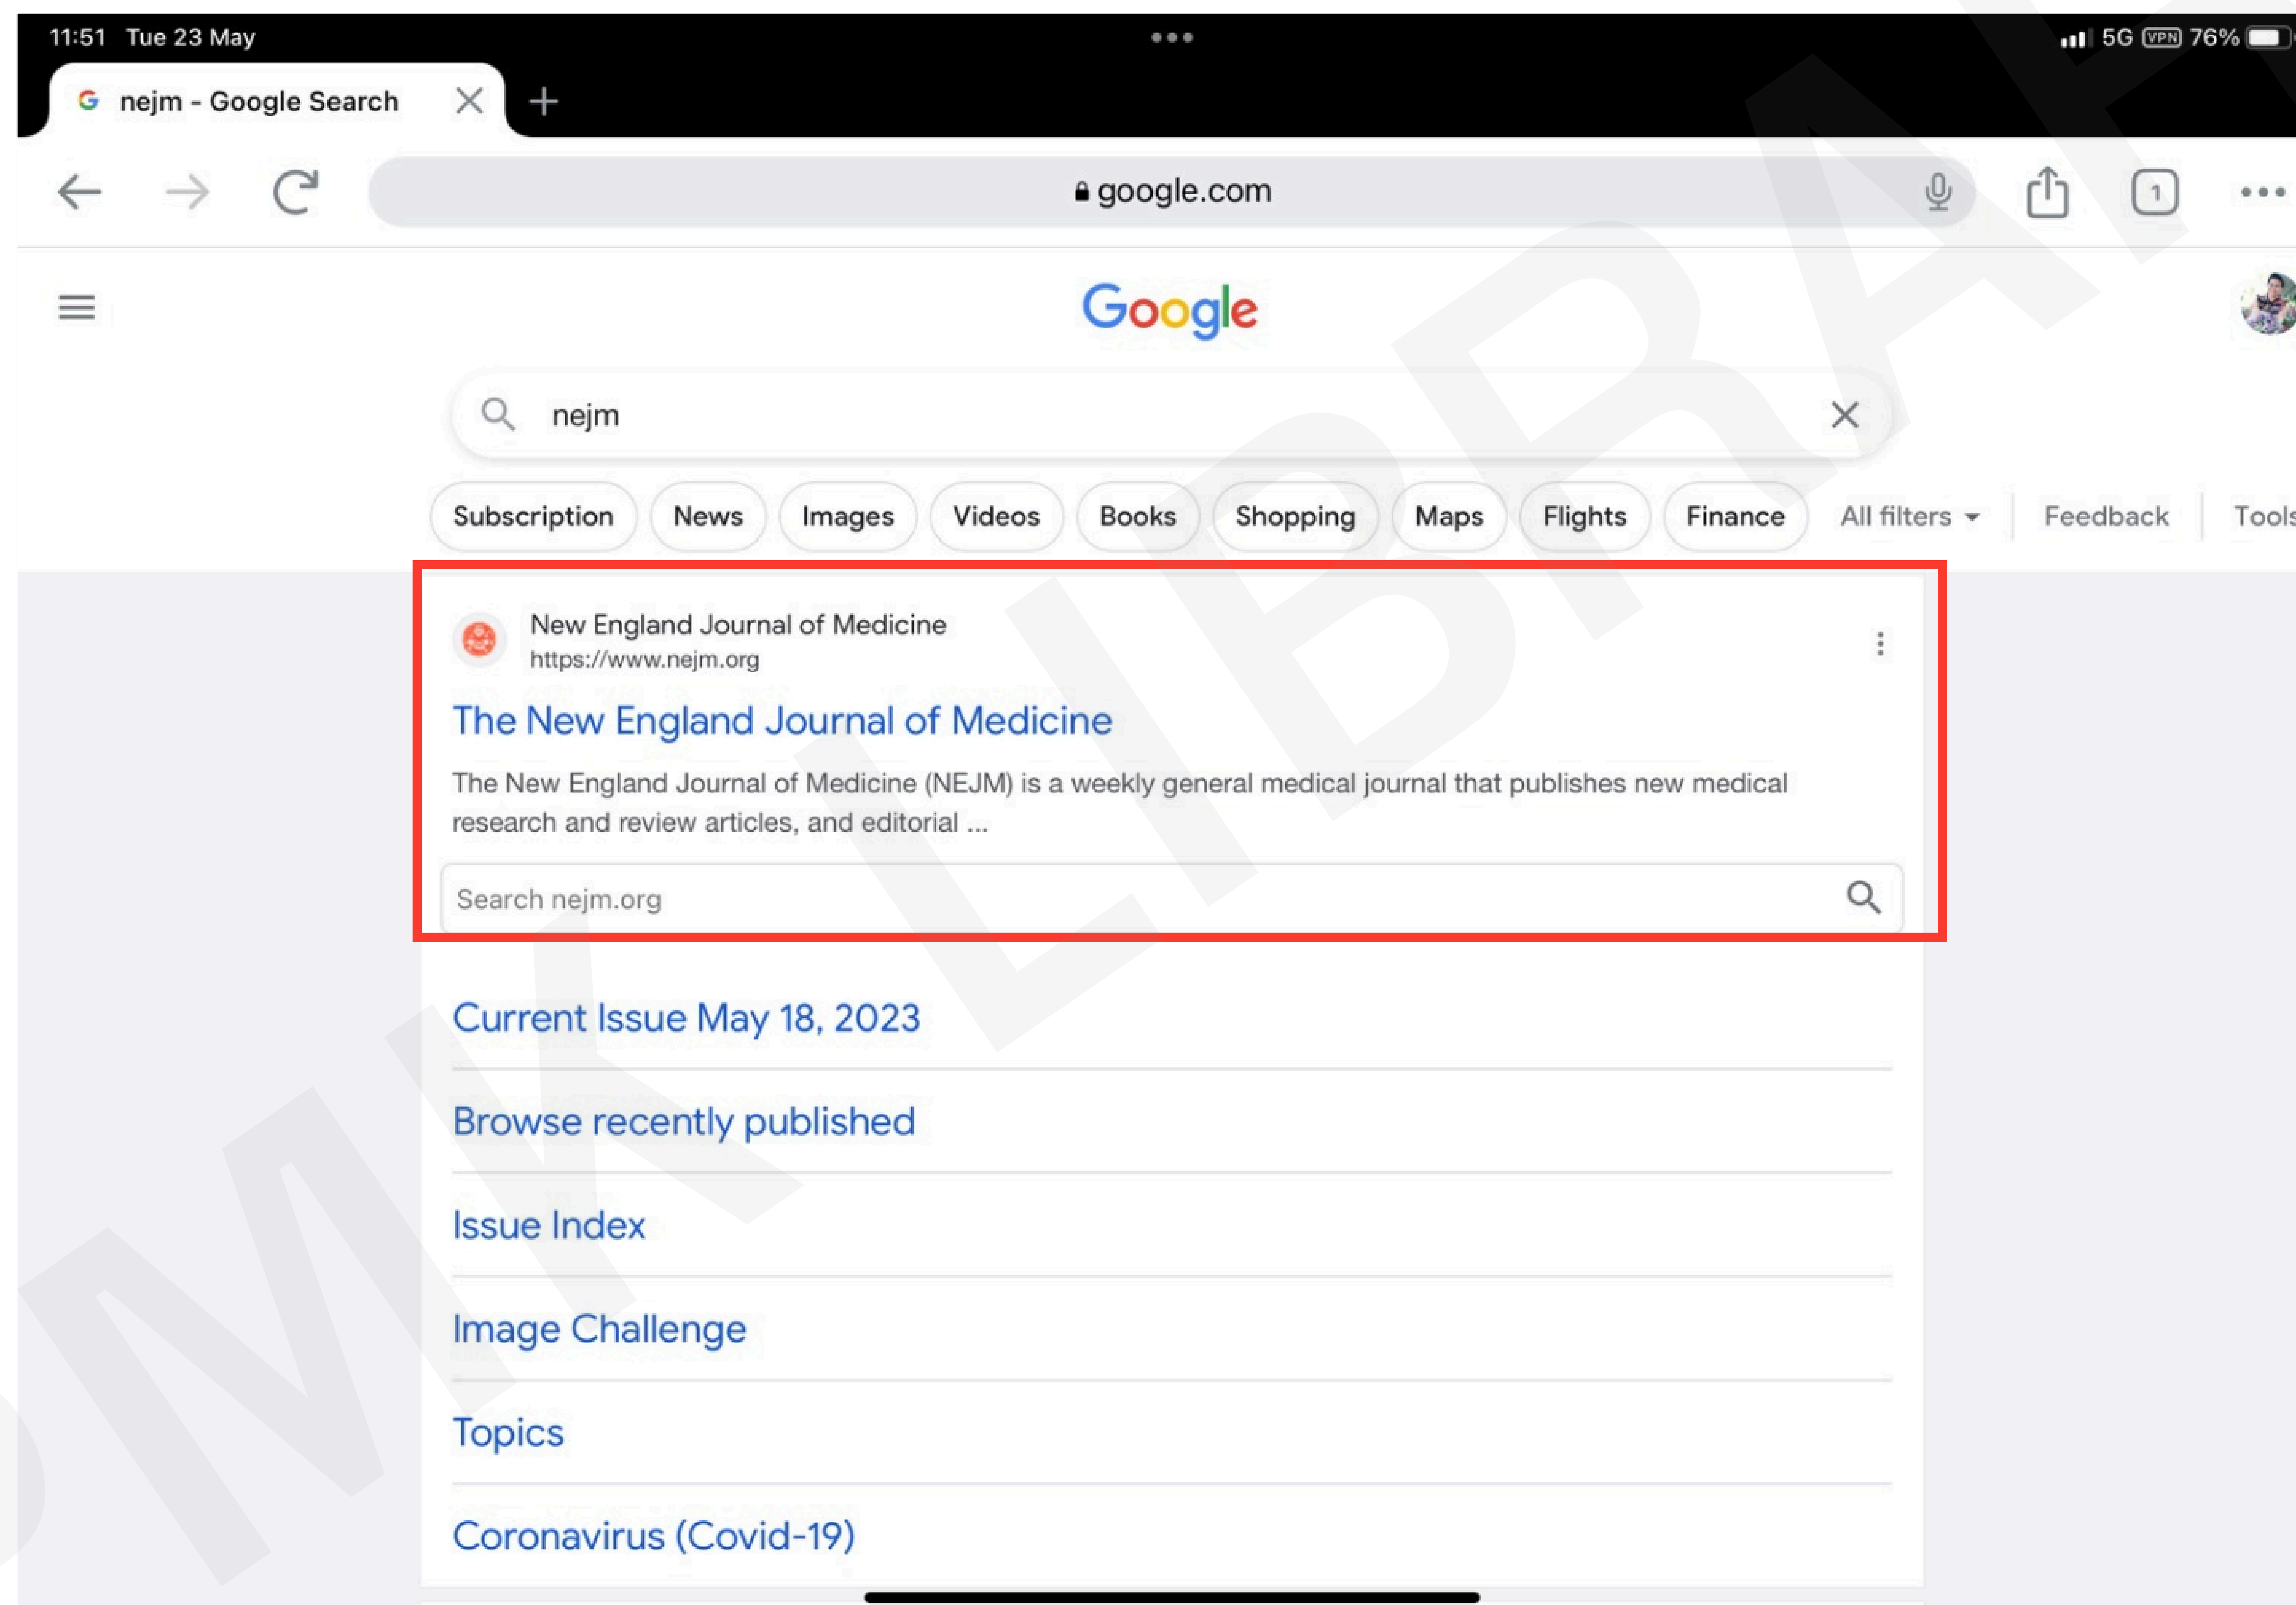 11:51 Tue 23 May
5G VPN 76%
nejm - Google Search
google.com
1
Google
nejm
Subscription News Images Videos Books Shopping Maps Flights Finance All filters Feedback Tools
New England Journal of Medicine
https://www.nejm.org
The New England Journal of Medicine
The New England Journal of Medicine (NEJM) is a weekly general medical journal that publishes new medical
research and review articles, and editorial ...
Search nejm.org
Current Issue May 18, 2023
Browse recently published
Issue Index
Image Challenge
Topics
Coronavirus (Covid-19)
PMK LIBRAR